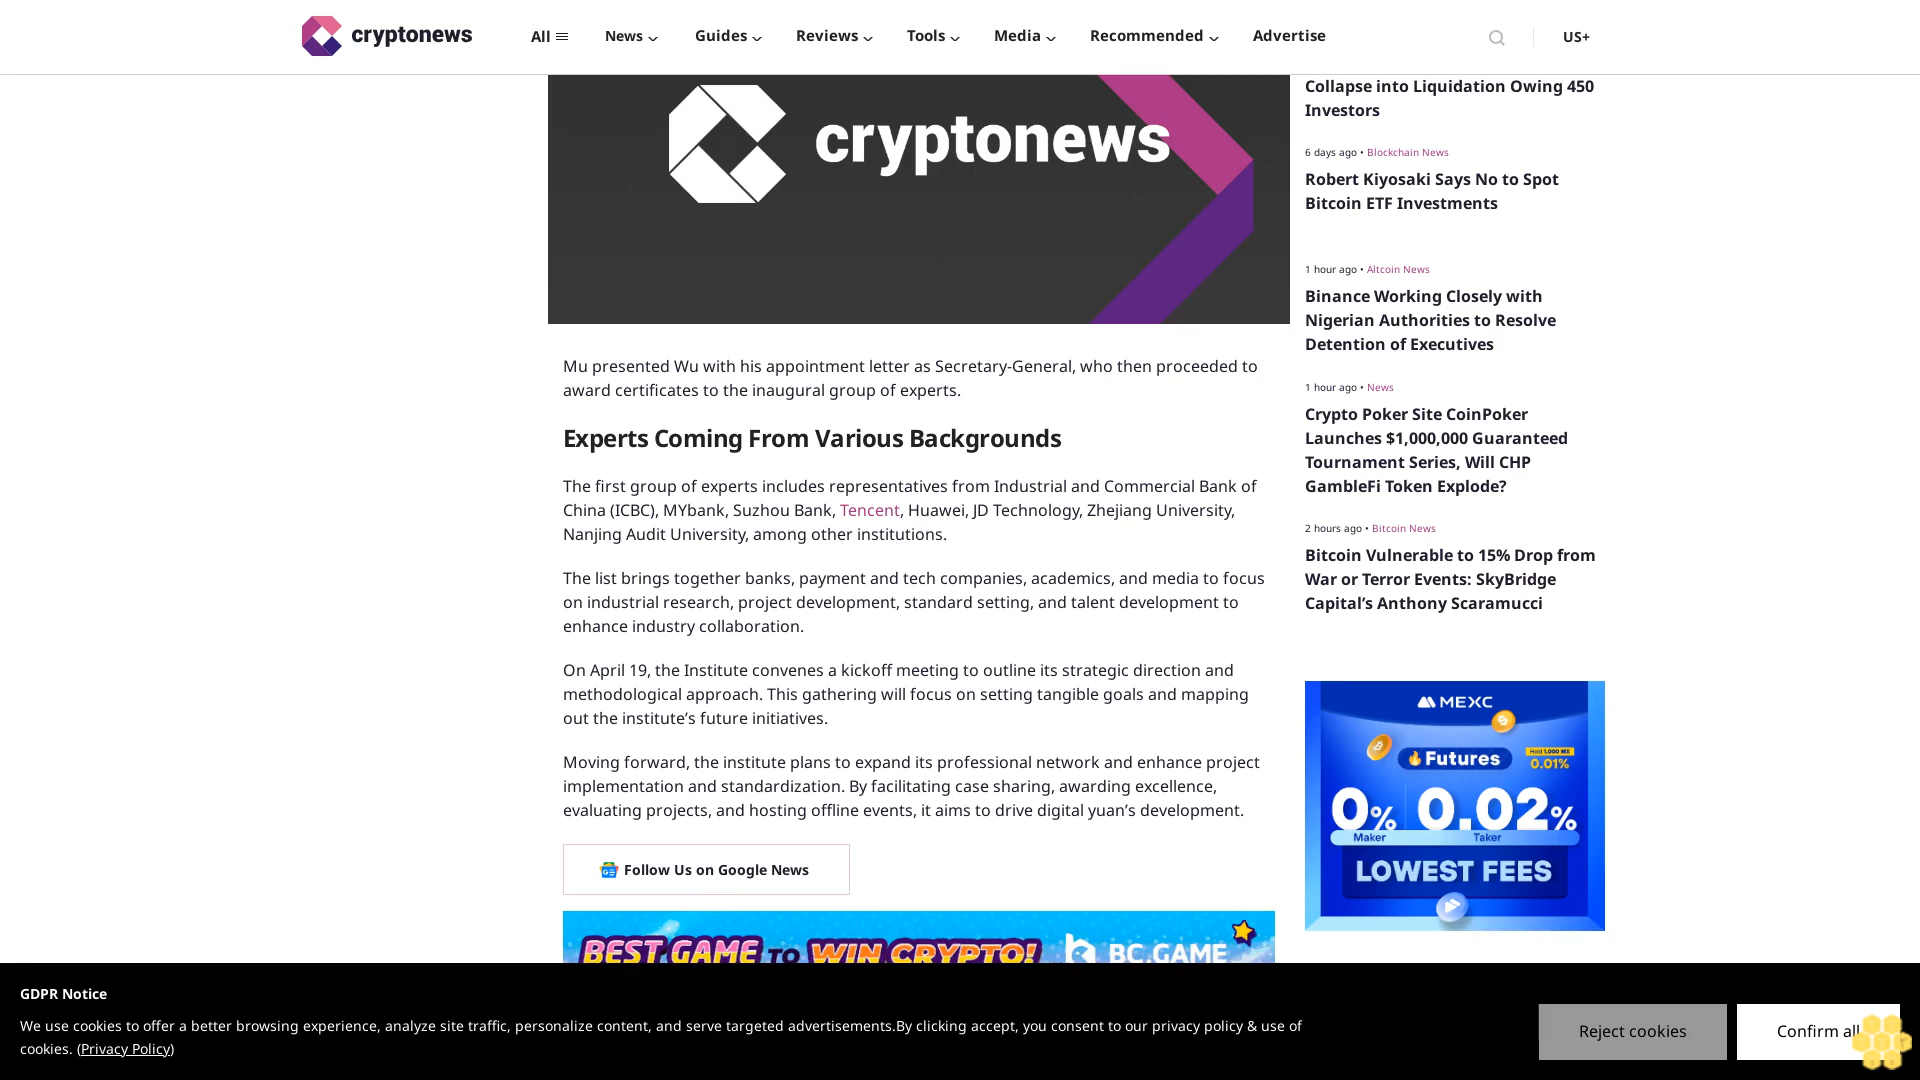 cryptonews
All
News
Guides
Reviews
Tools
Media
Recommended
Advertise
US+
cryptonews
Mu presented Wu with his appointment letter as Secretary-General, who then proceeded to
award certificates to the inaugural group of experts.
Experts Coming From Various Backgrounds
The first group of experts includes representatives from Industrial and Commercial Bank of
China (ICBC), MYbank, Suzhou Bank, Tencent, Huawei, JD Technology, Zhejiang University,
Nanjing Audit University, among other institutions.
The list brings together banks, payment and tech companies, academics, and media to focus
on industrial research, project development, standard setting, and talent development to
enhance industry collaboration.
On April 19, the Institute convenes a kickoff meeting to outline its strategic direction and
methodological approach. This gathering will focus on setting tangible goals and mapping
out the institute’s future initiatives.
Moving forward, the institute plans to expand its professional network and enhance project
implementation and standardization. By facilitating case sharing, awarding excellence,
evaluating projects, and hosting offline events, it aims to drive digital yuan’s development.
Follow Us on Google News
BEST GAME TO WIN CRYPTO! BC.GAME
Collapse into Liquidation Owing 450
Investors
6 days ago • Blockchain News
Robert Kiyosaki Says No to Spot
Bitcoin ETF Investments
1 hour ago • Altcoin News
Binance Working Closely with
Nigerian Authorities to Resolve
Detention of Executives
1 hour ago • News
Crypto Poker Site CoinPoker
Launches $1,000,000 Guaranteed
Tournament Series, Will CHP
GambleFi Token Explode?
2 hours ago • Bitcoin News
Bitcoin Vulnerable to 15% Drop from
War or Terror Events: SkyBridge
Capital’s Anthony Scaramucci
MEXC
Futures
Hold 1,000 MX
0.01%
0% 0.02%
Maker Taker
LOWEST FEES
GDPR Notice
We use cookies to offer a better browsing experience, analyze site traffic, personalize content, and serve targeted advertisements.By clicking accept, you consent to our privacy policy & use of
cookies. (Privacy Policy)
Reject cookies
Confirm all